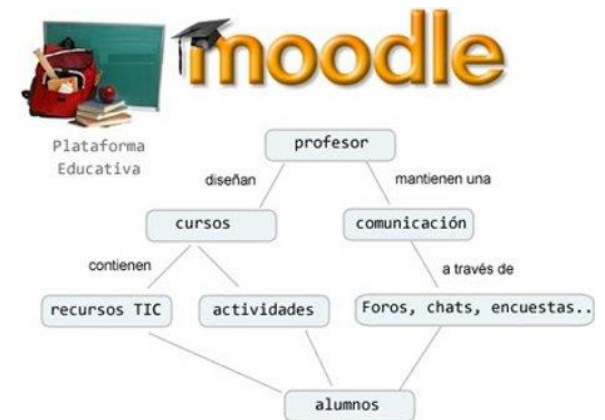 moodle
Plataforma
Educativa
profesor
diseñan
mantienen una
cursos
comunicación
contienen
a través de
recursos TIC
actividades
Foros, chats, encuestas..
alumnos